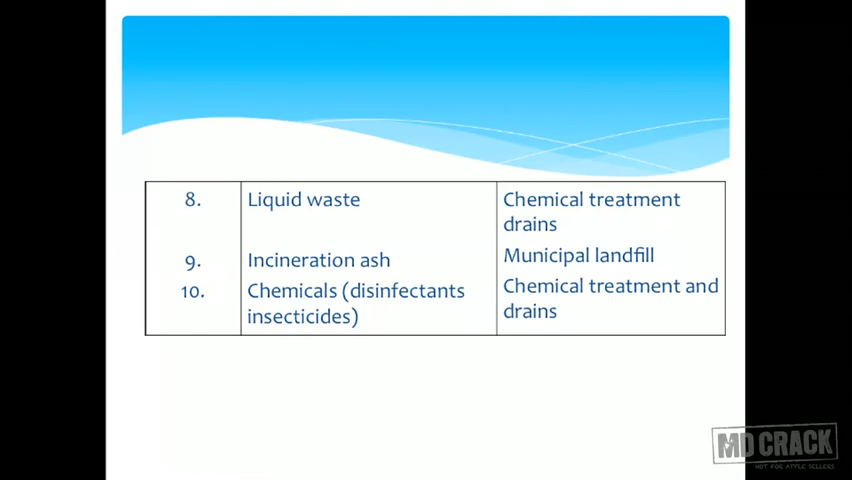 8. Liquid waste Chemical treatment
drains
9. Incineration ash Municipal landfill
10. Chemicals (disinfectants Chemical treatment and
insecticides) drains
MD CRACK
NOT FOR APPLE SELLERS